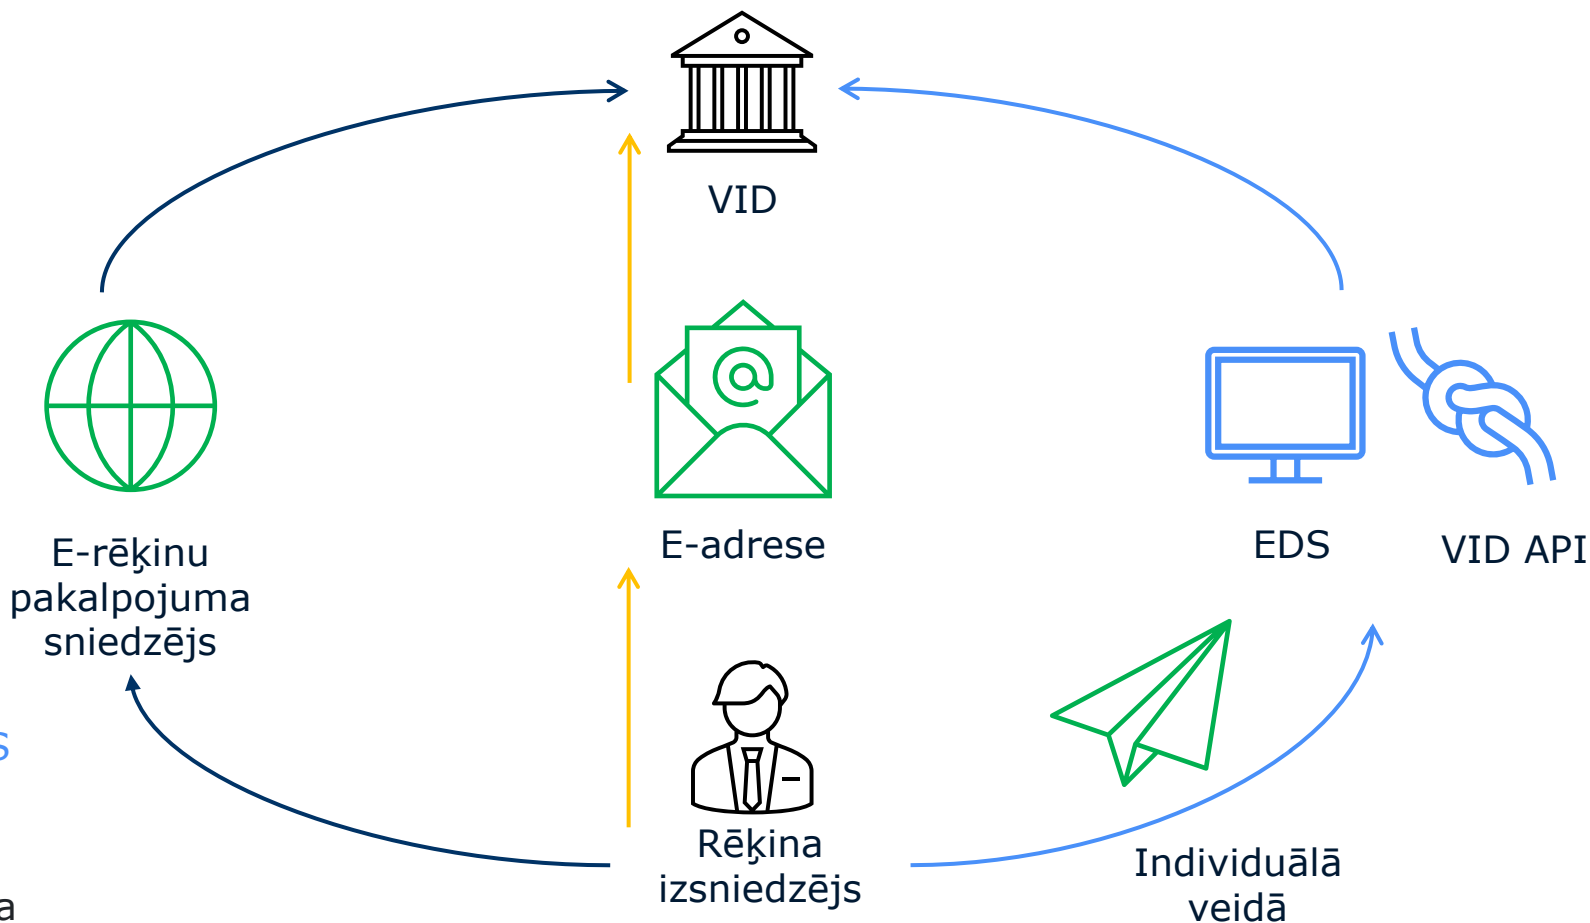 VID
E-rēķinu
pakalpojuma
sniedzējs
E-adrese
EDS
VID API
s
Rēķina
izsniedzējs
Individuālā
veidā
a